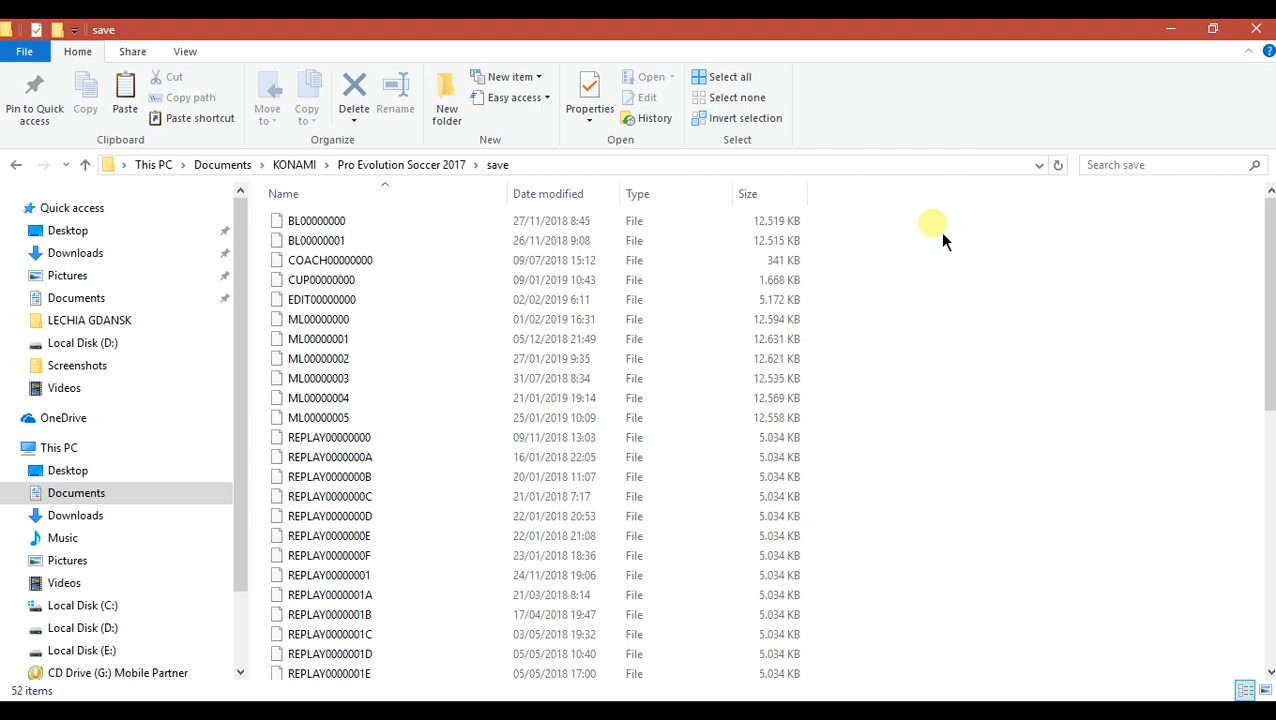 save
File Home Share View
Pin to Quick access
Copy
Paste
Cut
Copy path
Paste shortcut
Clipboard
Move to
Copy to
Delete
Rename
Organize
New folder
New item
Easy access
New
Properties
Open
Edit
History
Open
Select all
Select none
Invert selection
Select
This PC Documents KONAMI Pro Evolution Soccer 2017 save
Search save
Quick access
Desktop
Downloads
Pictures
Documents
LECHIA GDANSK
Local Disk (D:)
Screenshots
Videos
OneDrive
This PC
Desktop
Documents
Downloads
Music
Pictures
Videos
Local Disk (C:)
Local Disk (D:)
Local Disk (E:)
CD Drive (G:) Mobile Partner
Name Date modified Type Size
BL00000000 27/11/2018 8:45 File 12.519 KB
BL00000001 26/11/2018 9:08 File 12.515 KB
COACH00000000 09/07/2018 15:12 File 341 KB
CUP00000000 09/01/2019 10:43 File 1.668 KB
EDIT00000000 02/02/2019 6:11 File 5.172 KB
ML00000000 01/02/2019 16:31 File 12.594 KB
ML00000001 05/12/2018 21:49 File 12.631 KB
ML00000002 27/01/2019 9:35 File 12.621 KB
ML00000003 31/07/2018 8:34 File 12.535 KB
ML00000004 21/01/2019 19:14 File 12.569 KB
ML00000005 25/01/2019 10:09 File 12.558 KB
REPLAY00000000 09/11/2018 13:03 File 5.034 KB
REPLAY0000000A 16/01/2018 22:05 File 5.034 KB
REPLAY0000000B 20/01/2018 11:07 File 5.034 KB
REPLAY0000000C 21/01/2018 7:17 File 5.034 KB
REPLAY0000000D 22/01/2018 20:53 File 5.034 KB
REPLAY0000000E 22/01/2018 21:08 File 5.034 KB
REPLAY0000000F 23/01/2018 18:36 File 5.034 KB
REPLAY00000001 24/11/2018 19:06 File 5.034 KB
REPLAY0000001A 21/03/2018 8:14 File 5.034 KB
REPLAY0000001B 17/04/2018 19:47 File 5.034 KB
REPLAY0000001C 03/05/2018 19:32 File 5.034 KB
REPLAY0000001D 05/05/2018 10:40 File 5.034 KB
REPLAY0000001E 05/05/2018 17:00 File 5.034 KB
52 items